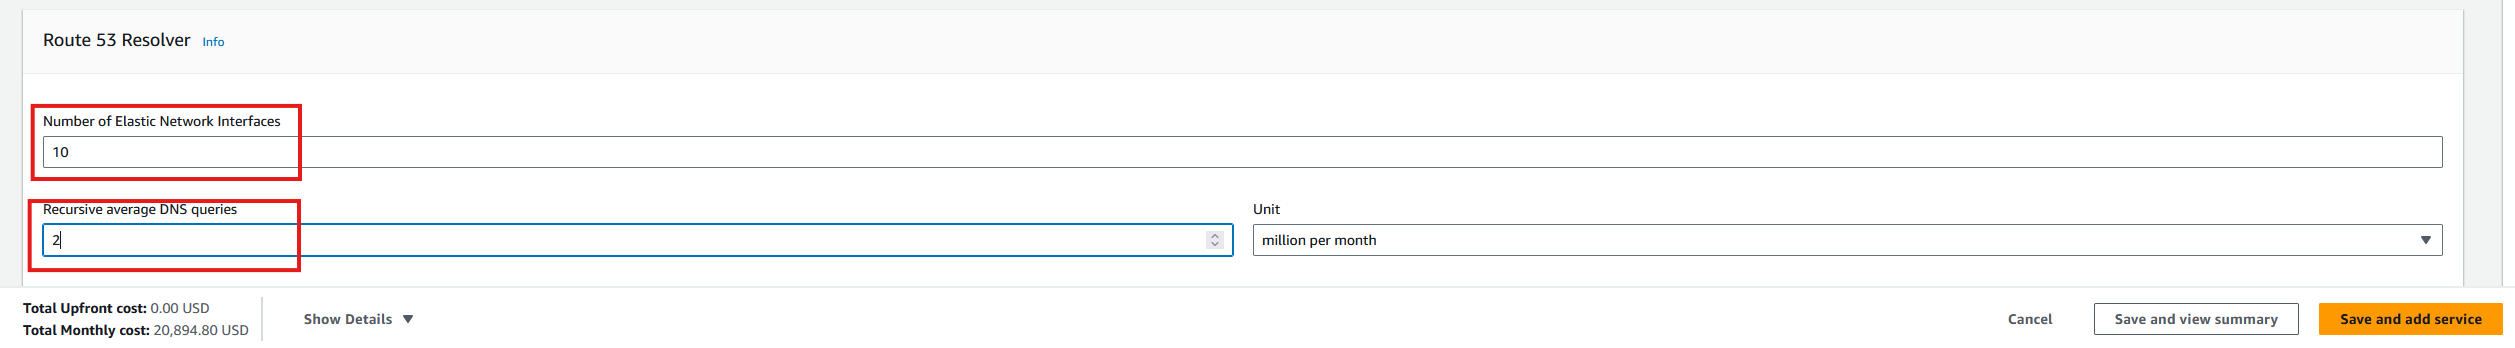 Route 53 Resolver Info
Number of Elastic Network Interfaces
10
Recursive average DNS queries
2
Unit
million per month
Total Upfront cost: 0.00 USD
Total Monthly cost: 20,894.80 USD
Show Details
Cancel
Save and view summary
Save and add service